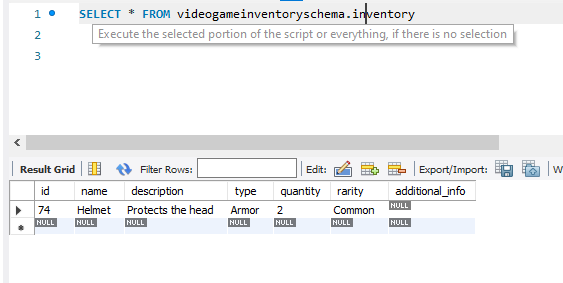 1 SELECT * FROM videogameinventoryschema.inventory
2 Execute the selected portion of the script or everything, if there is no selection
3
Result Grid Filter Rows: Edit: Export/Import: W
id name description type quantity rarity additional_info
74 Helmet Protects the head Armor 2 Common NULL
NULL NULL NULL NULL NULL NULL NULL